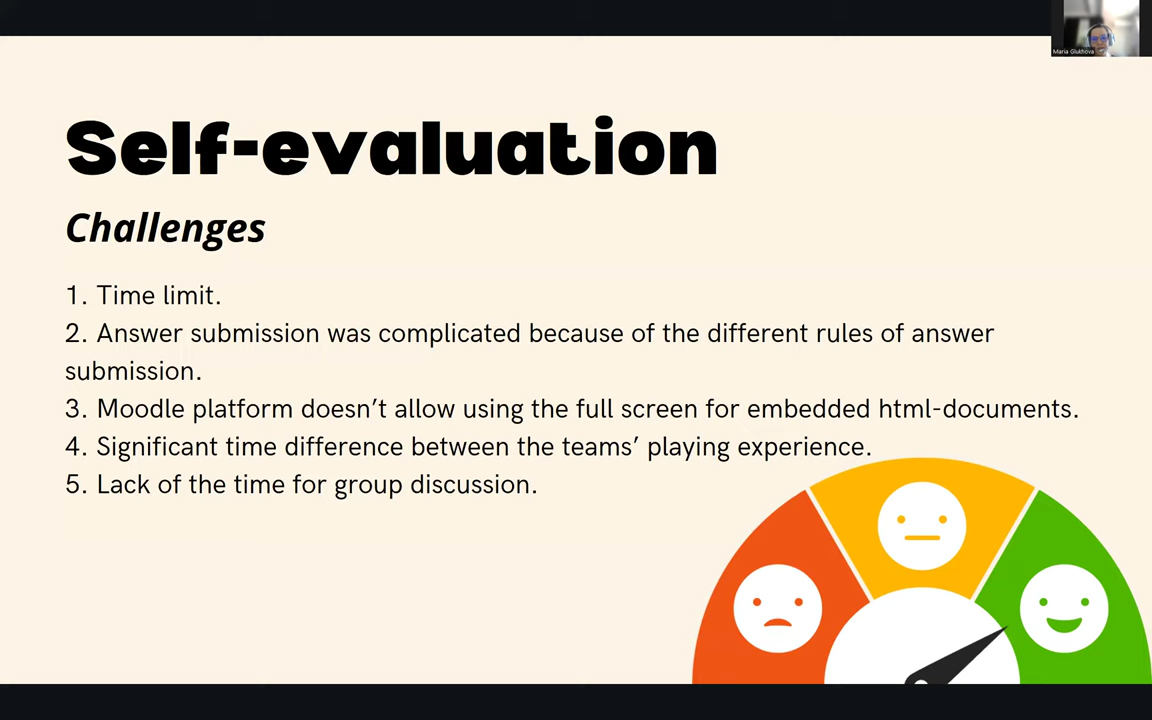 Maria Glukhova
Self-evaluation
Challenges
1. Time limit.
2. Answer submission was complicated because of the different rules of answer
submission.
3. Moodle platform doesn’t allow using the full screen for embedded html-documents.
4. Significant time difference between the teams’ playing experience.
5. Lack of the time for group discussion.